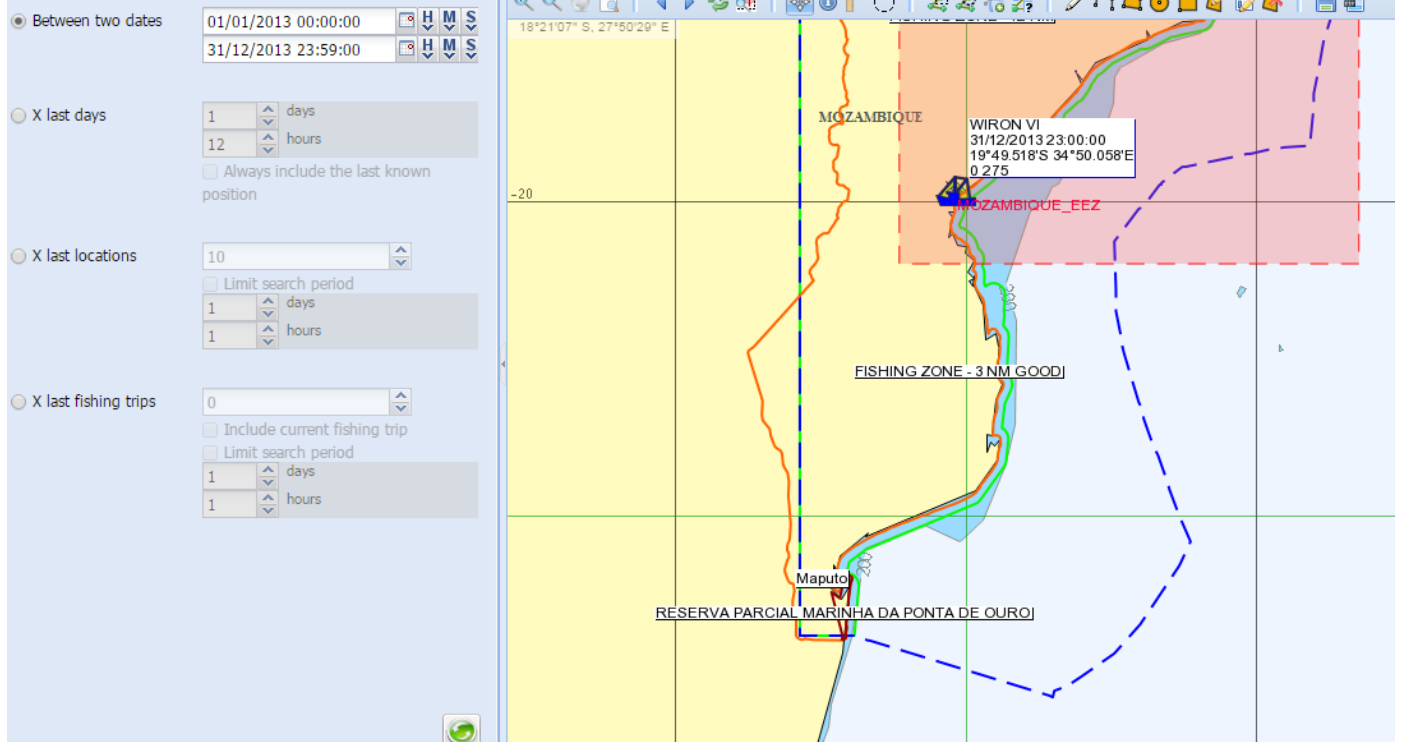 Between two dates
01/01/2013 00:00:00
H M S
31/12/2013 23:59:00
H M S
X last days
1 days
12 hours
Always include the last known
position
X last locations
10
Limit search period
1 days
1 hours
X last fishing trips
0
Include current fishing trip
Limit search period
1 days
1 hours
18°21'07" S, 27°50'29" E
MOZAMBIQUE
WIRON VI
31/12/2013 23:00:00
19°49.518'S 34°50.058'E
0 275
-20
MOZAMBIQUE_EEZ
200
FISHING ZONE - 3 NM GOOD
200
Maputo
RESERVA PARCIAL MARINHA DA PONTA DE OURO